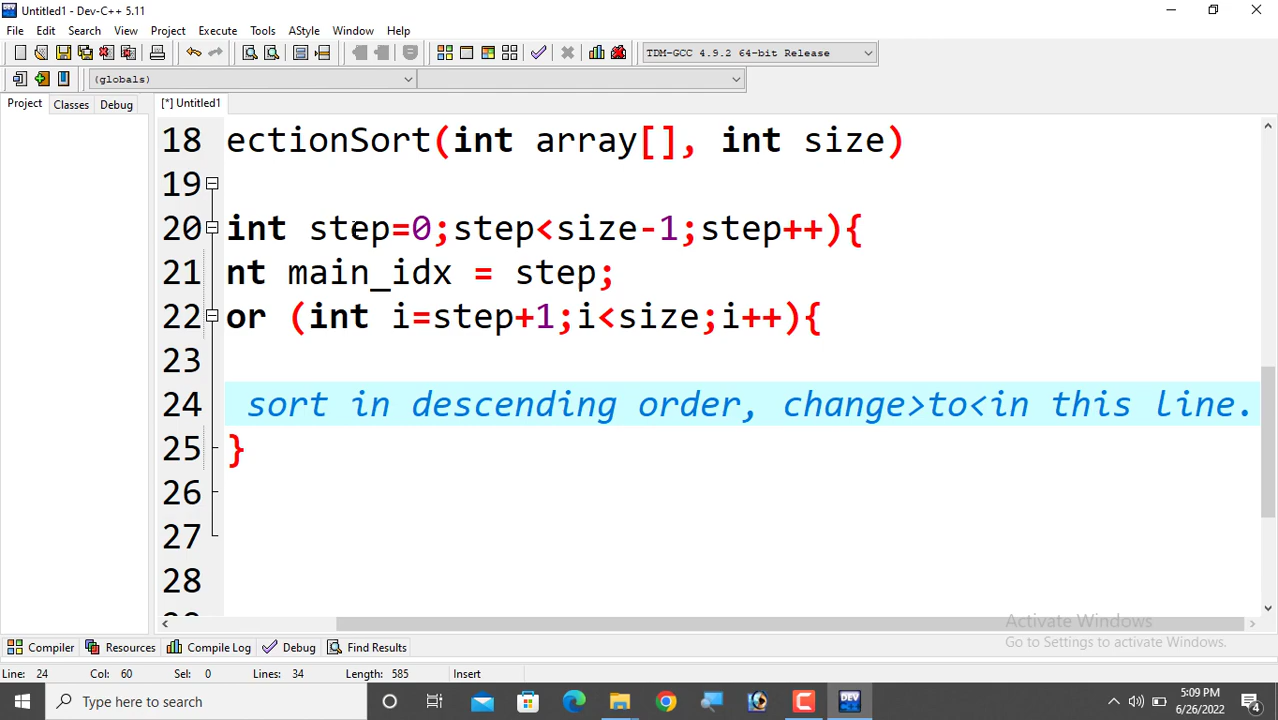 Untitled1 - Dev-C++ 5.11
File Edit Search View Project Execute Tools AStyle Window Help
TDM-GCC 4.9.2 64-bit Release
(globals)
Project Classes Debug [*] Untitled1
18 ectionSort(int array[], int size)
19
20 int step=0;step<size-1;step++){
21 nt main_idx = step;
22 or (int i=step+1;i<size;i++){
23
24 sort in descending order, change>to<in this line.
25 }
26
27
28
Activate Windows
Go to Settings to activate Windows.
Compiler Resources Compile Log Debug Find Results
Line: 24 Col: 60 Sel: 0 Lines: 34 Length: 585 Insert
Type here to search
DEV
5:09 PM
6/26/2022
4